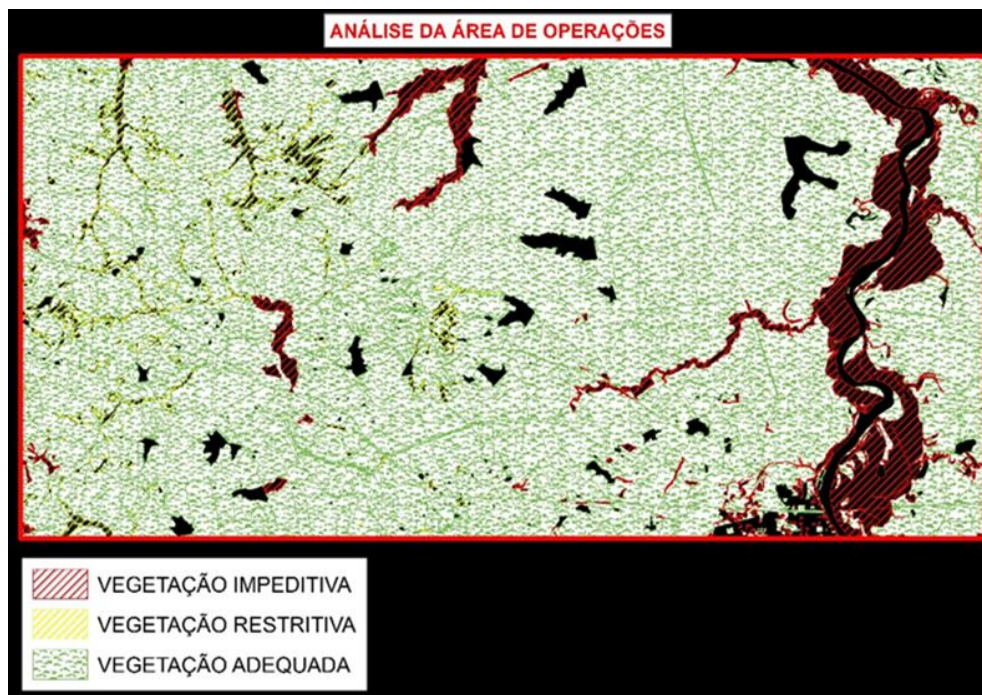 ANÁLISE DA ÁREA DE OPERAÇÕES
VEGETAÇÃO IMPEDITIVA
VEGETAÇÃO RESTRITIVA
VEGETAÇÃO ADEQUADA